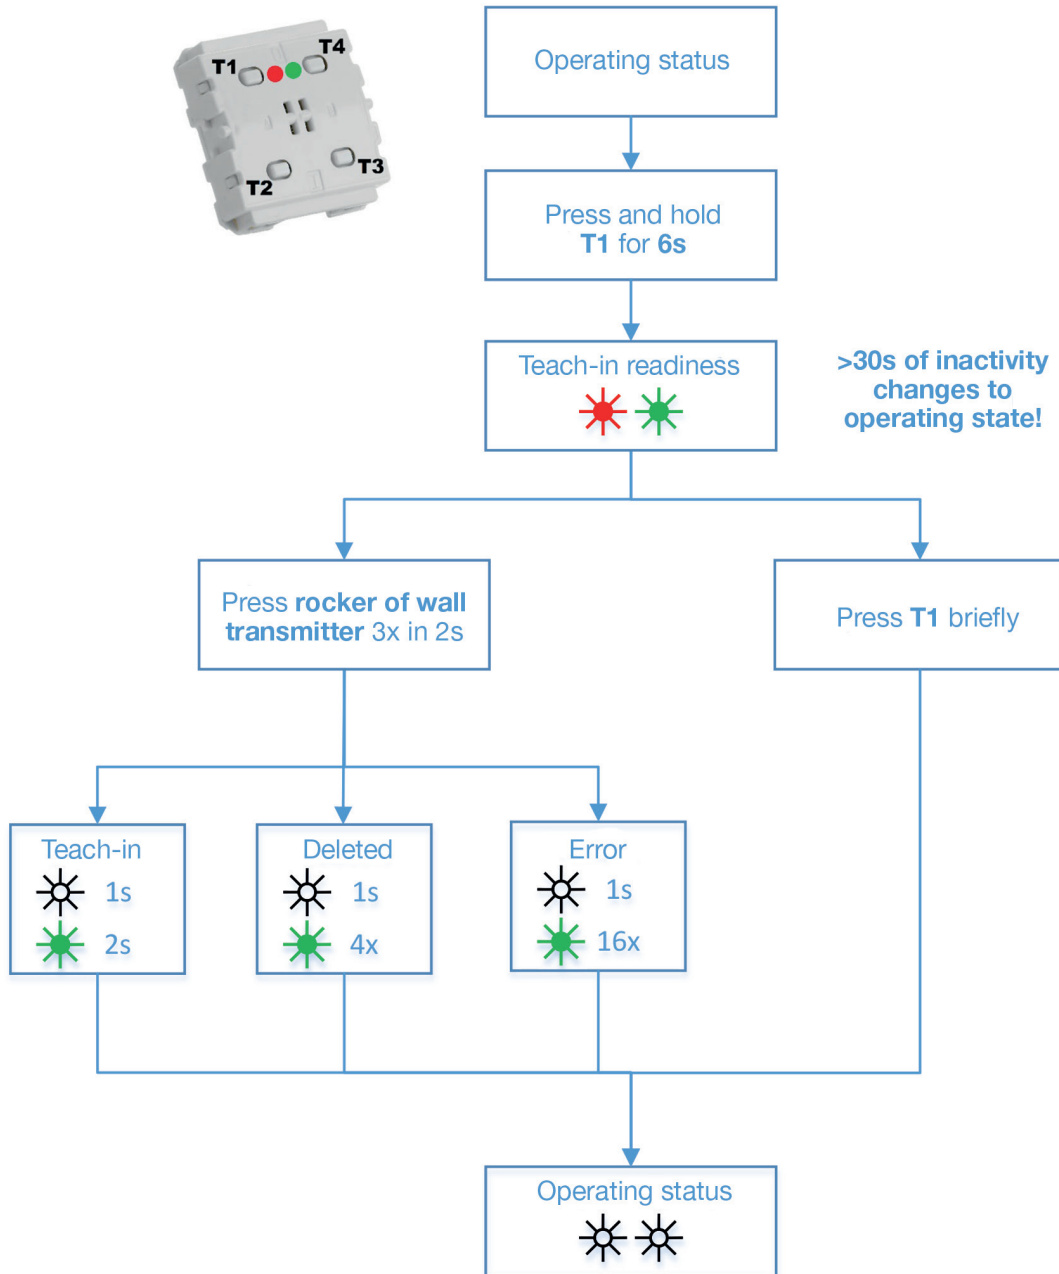 T1
T4
T2
T3
Operating status
Press and hold
T1 for 6s
Teach-in readiness
>30s of inactivity
changes to
operating state!
Press rocker of wall
transmitter 3x in 2s
Press T1 briefly
Teach-in
1s
2s
Deleted
1s
4x
Error
1s
16x
Operating status